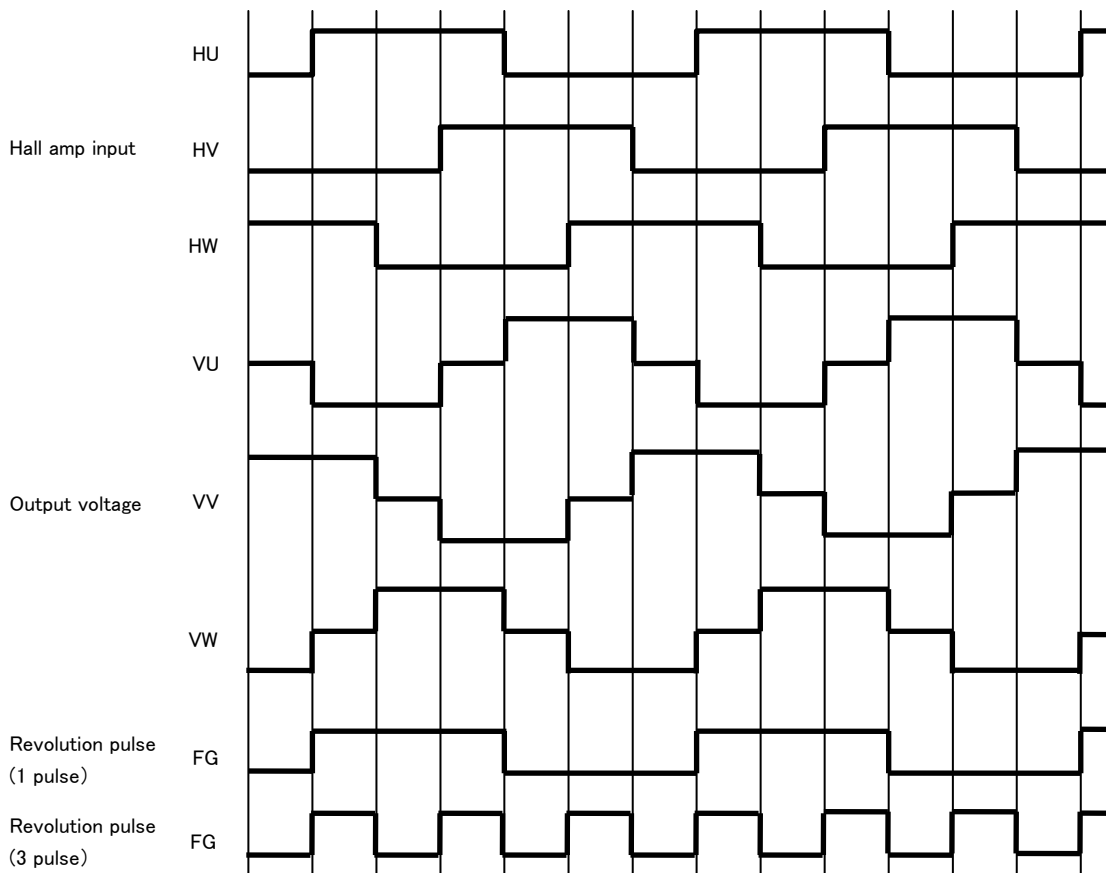 HU
Hall amp input HV
HW
VU
Output voltage VV
VW
Revolution pulse
(1 pulse)
FG
Revolution pulse
(3 pulse)
FG